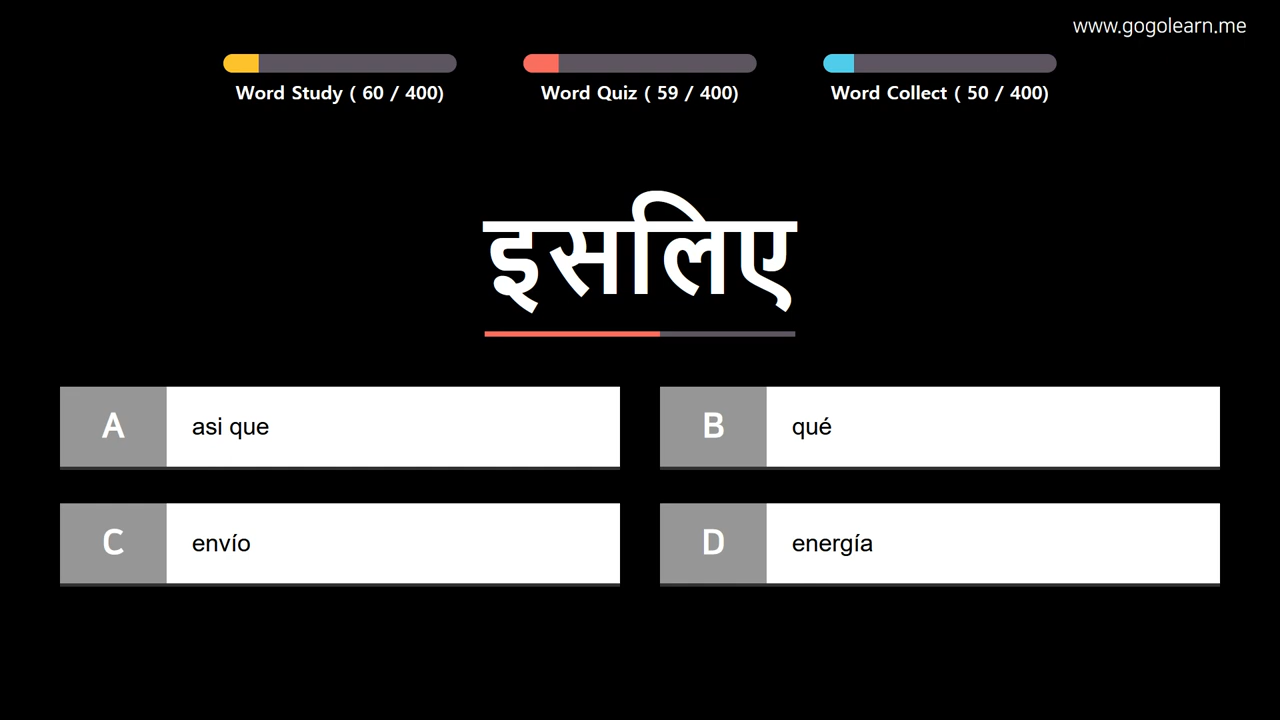 www.gogolearn.me
Word Study ( 60 / 400)
Word Quiz ( 59 / 400)
Word Collect ( 50 / 400)
इसलिए
A asi que
B qué
C envío
D energía